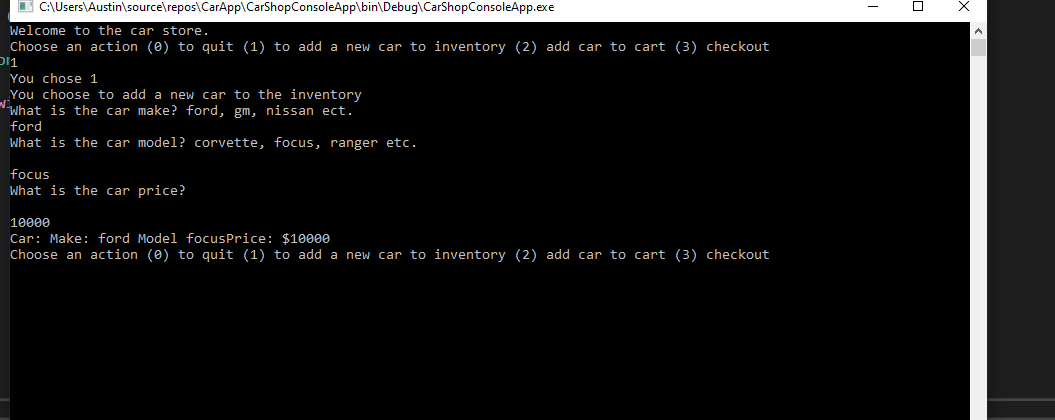 C:\Users\Austin\source\repos\CarApp\CarShopConsoleApp\bin\Debug\CarShopConsoleApp.exe
Welcome to the car store.
Choose an action (0) to quit (1) to add a new car to inventory (2) add car to cart (3) checkout
1
You chose 1
You choose to add a new car to the inventory
What is the car make? ford, gm, nissan ect.
ford
What is the car model? corvette, focus, ranger etc.
focus
What is the car price?
10000
Car: Make: ford Model focusPrice: $10000
Choose an action (0) to quit (1) to add a new car to inventory (2) add car to cart (3) checkout